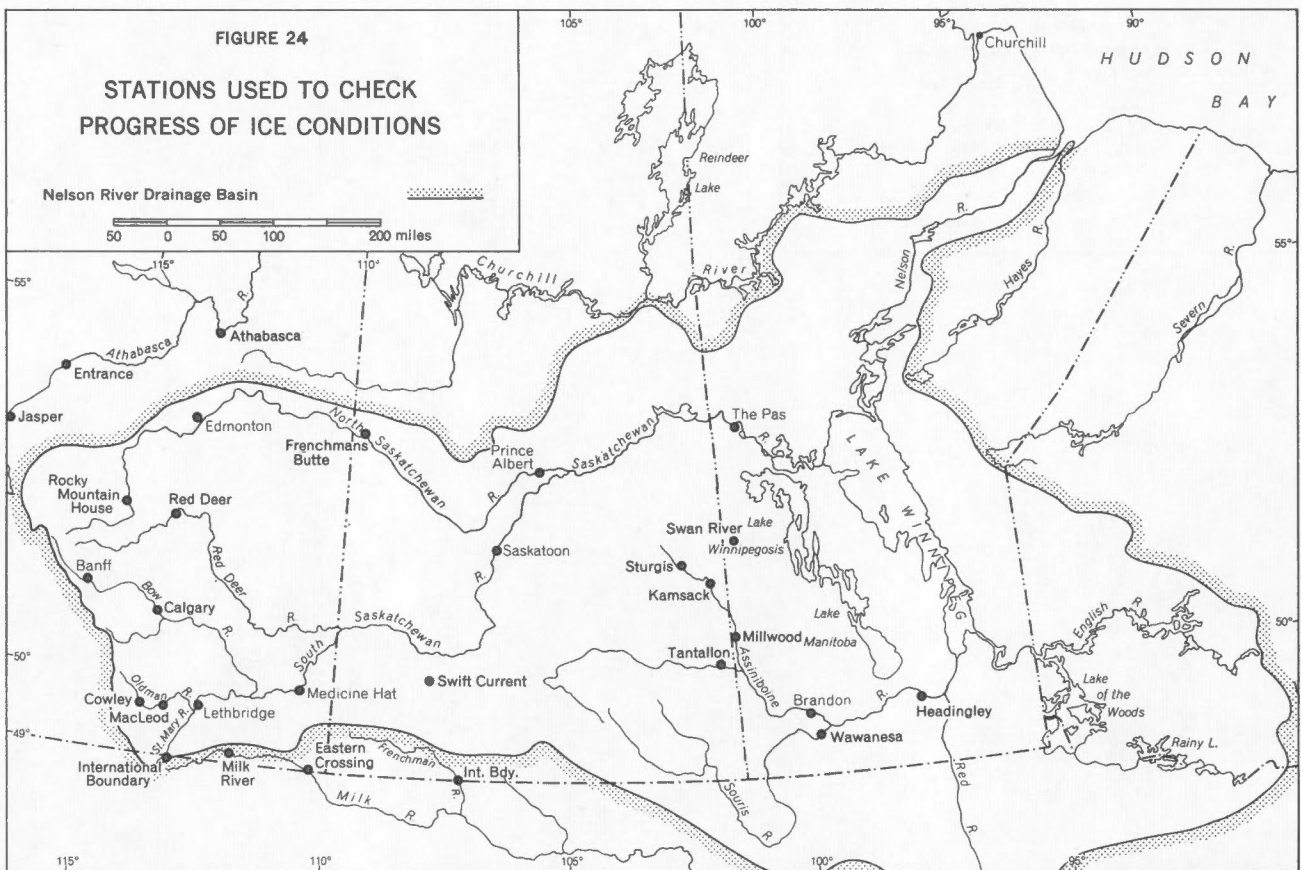 FIGURE 24
STATIONS USED TO CHECK
PROGRESS OF ICE CONDITIONS
Nelson River Drainage Basin
50 0 50 100 200 miles
105°
100°
95°
90°
Churchill
HUDSON
BAY
Reindeer
Lake
115°
110°
55°
55°
Churchill
River
Nelson
R.
Hayes
R.
Severn
R.
Athabasca
R.
Athabasca
Entrance
Jasper
Edmonton
North
Saskatchewan
R.
Frenchmans
Butte
Prince
Albert
Saskatchewan
The Pas
R.
LAKE WINNIPEG
Rocky
Mountain
House
Red Deer
Red Deer
R.
Saskatoon
Swan River
Lake
Winnipegosis
Sturgis
Kamsack
Banff
Bow
Calgary
R.
South
Saskatchewan
R.
Millwood
Lake
Manitoba
Tantallon
Assiniboine
R.
English
R.
50°
50°
Oldman
R.
Cowley
MacLeod
St. Mary R.
Lethbridge
Medicine Hat
Swift Current
Brandon
Headingley
Wawanesa
Lake
of the
Woods
Rainy L.
49°
International
Boundary
Milk
River
Eastern
Crossing
Frenchman
R.
Int. Bdy.
Milk
R.
Souris
R.
Red
R.
115°
110°
105°
100°
95°